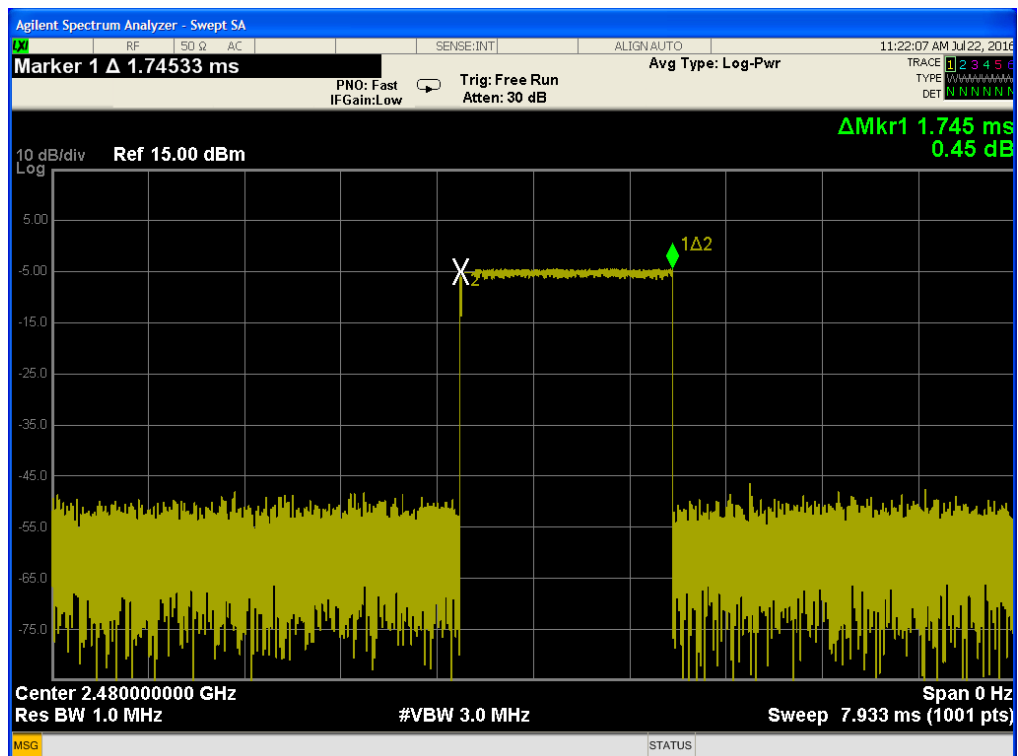 Agilent Spectrum Analyzer - Swept SA
LXI RF 50 Ω AC SENSE:INT ALIGN AUTO 11:22:07 AM Jul 22, 2016
Marker 1 Δ 1.74533 ms
Avg Type: Log-Pwr
TRACE 1 2 3 4 5 6
PNO: Fast Trig: Free Run
TYPE
IFGain:Low Atten: 30 dB
DET N N N N N N
ΔMkr1 1.745 ms
0.45 dB
10 dB/div Ref 15.00 dBm
Log
5.00
1Δ2
-5.00
X2
-15.0
-25.0
-35.0
-45.0
-55.0
-65.0
-75.0
Center 2.480000000 GHz Span 0 Hz
Res BW 1.0 MHz #VBW 3.0 MHz Sweep 7.933 ms (1001 pts)
MSG STATUS